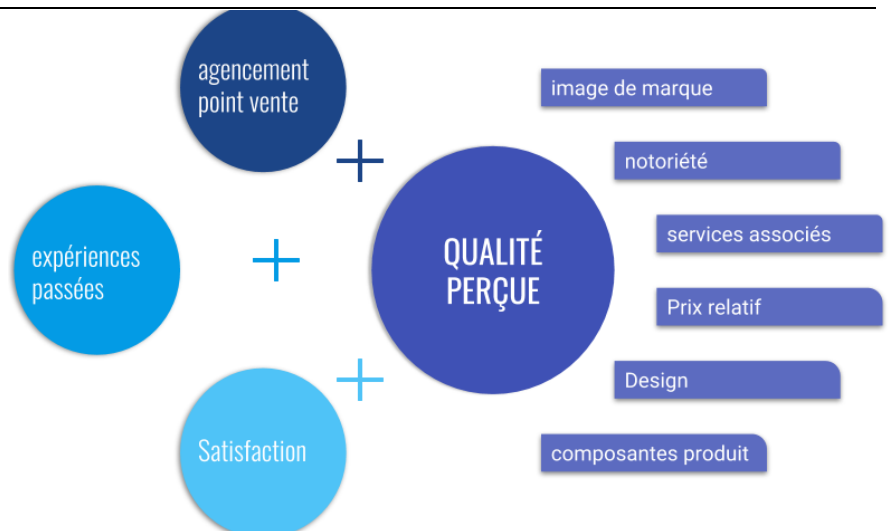 agencement
point vente
expériences
passées
Satisfaction
QUALITÉ
PERÇUE
image de marque
notoriété
services associés
Prix relatif
Design
composantes produit